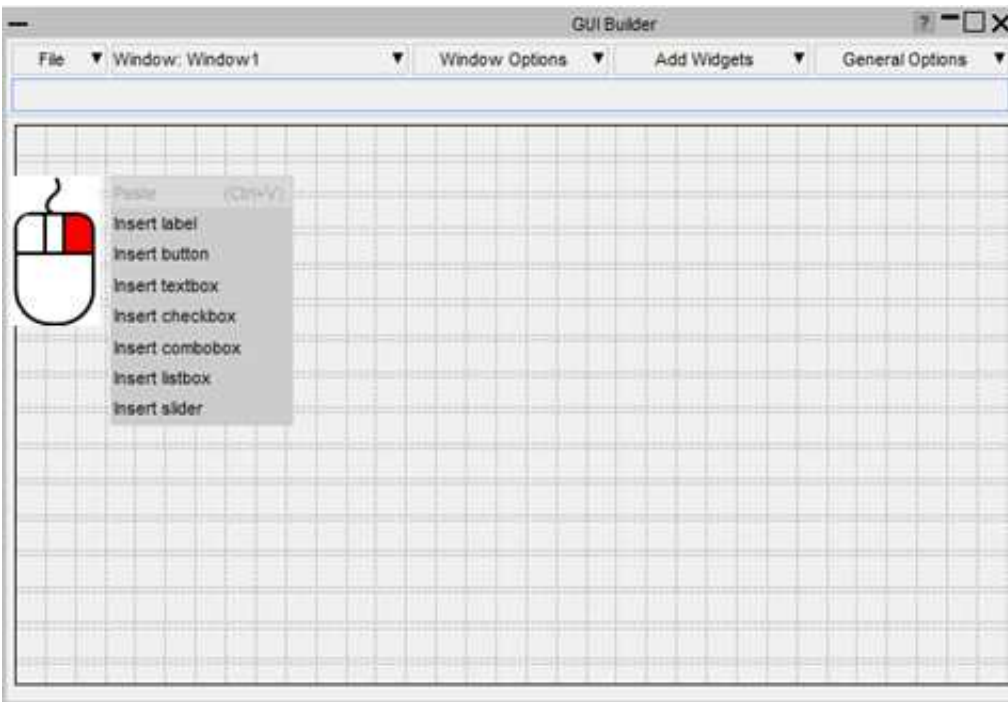 GUI Builder ?
File Window: Window1 Window Options Add Widgets General Options
Paste (Ctrl+V)
Insert label
Insert button
Insert textbox
Insert checkbox
Insert combobox
Insert listbox
Insert slider